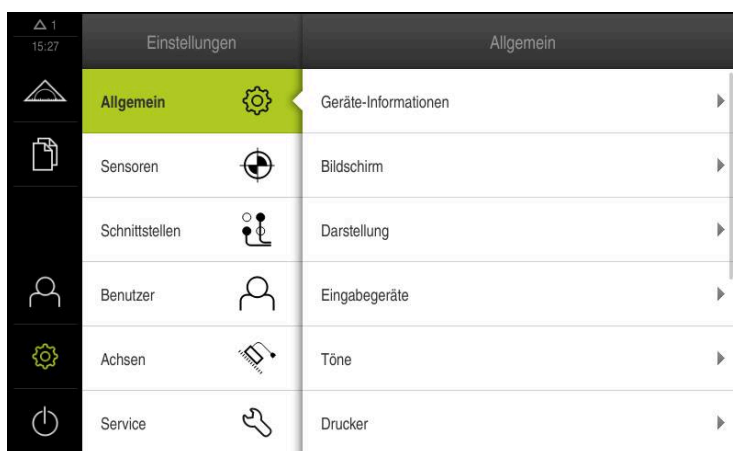 1
15:27
Einstellungen
Allgemein
Allgemein
Sensoren
Schnittstellen
Benutzer
Achsen
Service
Geräte-Informationen
Bildschirm
Darstellung
Eingabegeräte
Töne
Drucker